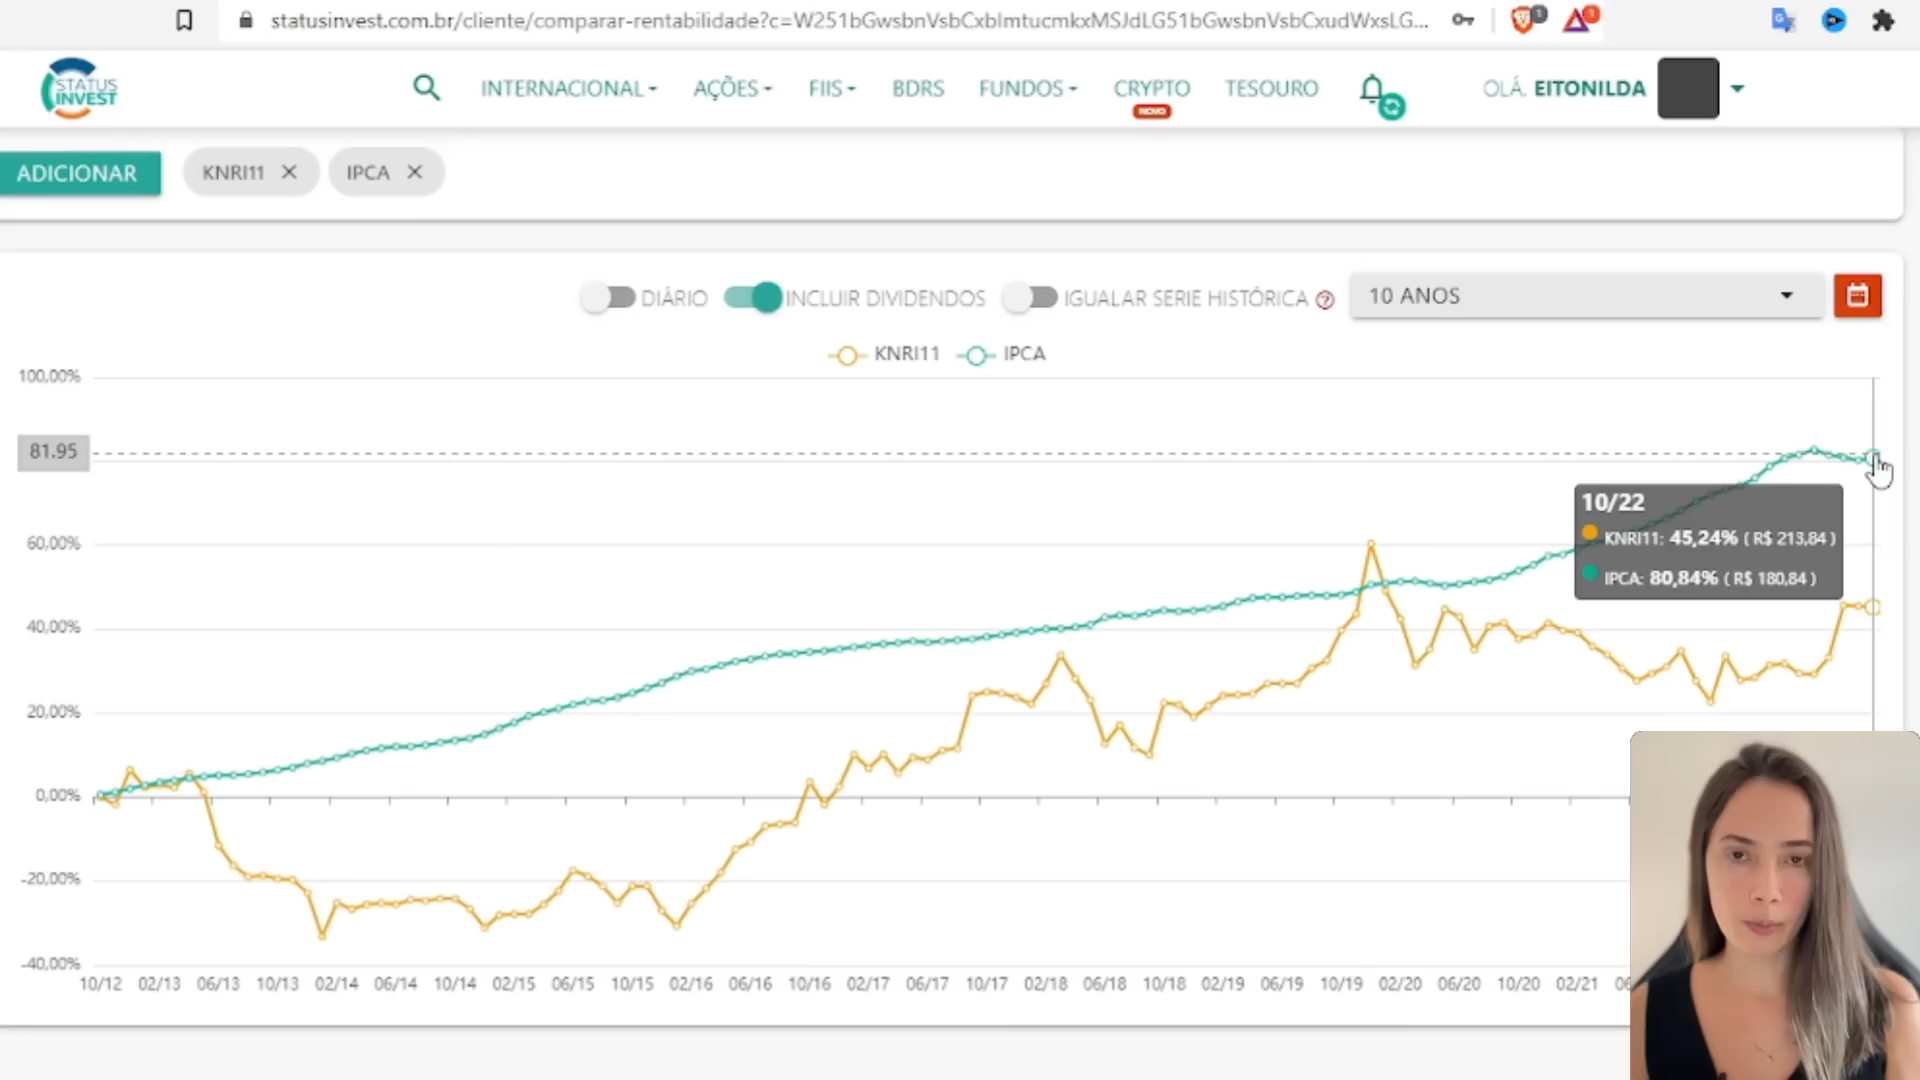 statusinvest.com.br/cliente/comparar-rentabilidade?c=W251bGwsbnVsbCxbImtucmkxMSJdLG51bGwsbnVsbCxudWxsLG...
1
1
STATUS
INVEST
INTERNACIONAL
AÇÕES
FIIS
BDRS
FUNDOS
CRYPTO
NOVO
TESOURO
OLÁ, EITONILDA
ADICIONAR
KNRI11
IPCA
DIÁRIO
INCLUIR DIVIDENDOS
IGUALAR SERIE HISTÓRICA ?
10 ANOS
KNRI11
IPCA
100.00%
81.95
60.00%
40.00%
20.00%
0,00%
-20.00%
-40.00%
10/22
KNRI11: 45,24% ( R$ 213,84 )
IPCA: 80,84% ( R$ 180,84 )
10/12 02/13 06/13 10/13 02/14 06/14 10/14 02/15 06/15 10/15 02/16 06/16 10/16 02/17 06/17 10/17 02/18 06/18 10/18 02/19 06/19 10/19 02/20 06/20 10/20 02/21